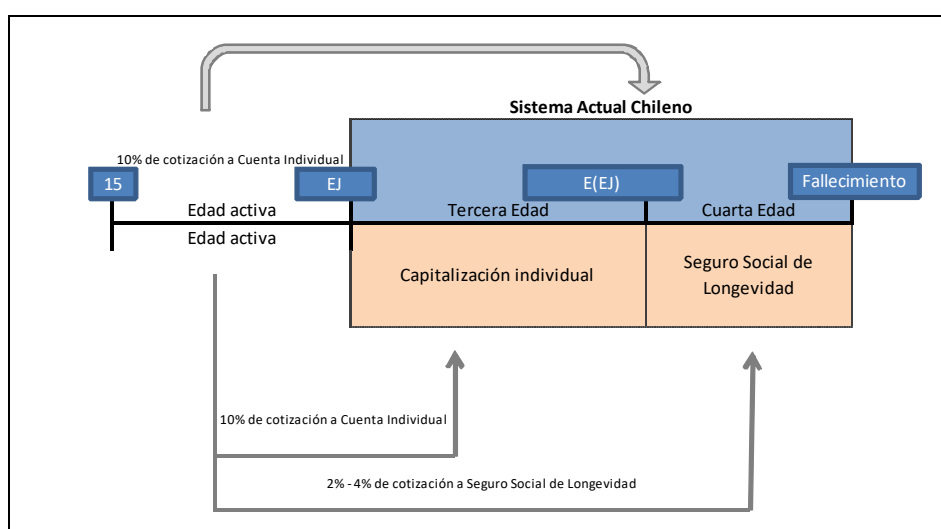 Sistema Actual Chileno
10% de cotización a Cuenta Individual
15
EJ
E(EJ)
Fallecimiento
Edad activa
Tercera Edad
Cuarta Edad
Edad activa
Capitalización individual
Seguro Social de
Longevidad
10% de cotización a Cuenta Individual
2% - 4% de cotización a Seguro Social de Longevidad